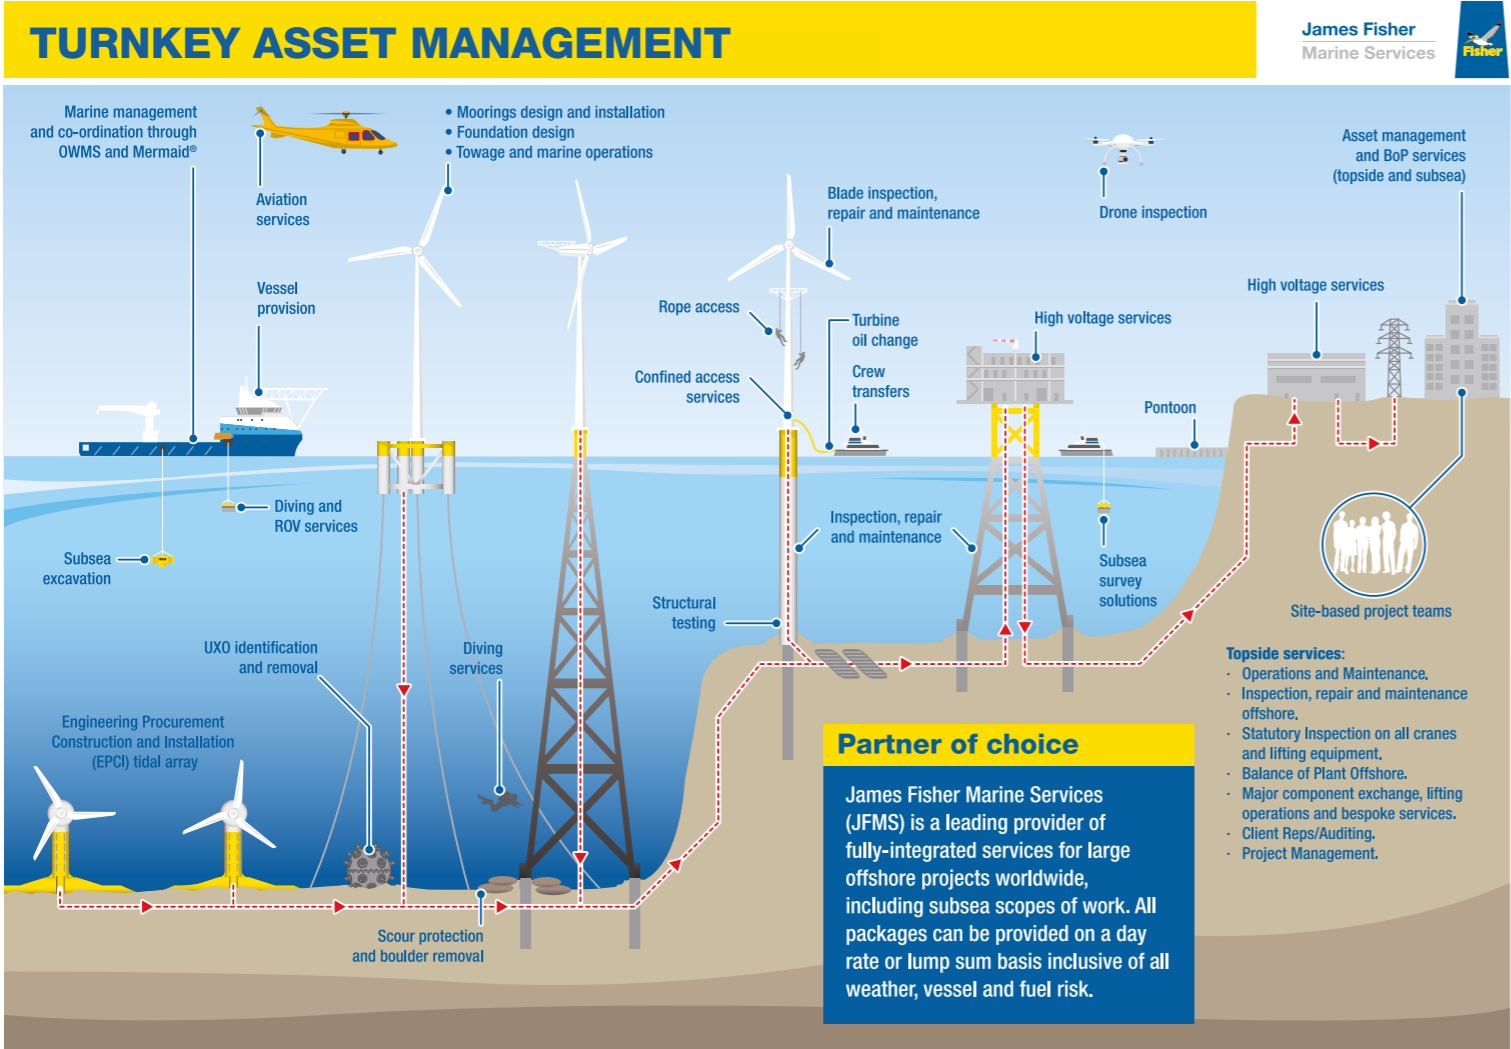 TURNKEY ASSET MANAGEMENT
James Fisher
Marine Services
Fisher
Marine management
and co-ordination through
OWMS and Mermaid®
Aviation
services
• Moorings design and installation
• Foundation design
• Towage and marine operations
Blade inspection,
repair and maintenance
Drone inspection
Asset management
and BoP services
(topside and subsea)
Vessel
provision
Rope access
Turbine
oil change
High voltage services
High voltage services
Confined access
services
Crew
transfers
Pontoon
Diving and
ROV services
Subsea
excavation
Inspection, repair
and maintenance
Subsea
survey
solutions
Structural
testing
Site-based project teams
UXO identification
and removal
Diving
services
Engineering Procurement
Construction and Installation
(EPCI) tidal array
Scour protection
and boulder removal
Topside services:
· Operations and Maintenance.
· Inspection, repair and maintenance
offshore.
· Statutory Inspection on all cranes
and lifting equipment.
· Balance of Plant Offshore.
· Major component exchange, lifting
operations and bespoke services.
· Client Reps/Auditing.
· Project Management.
Partner of choice
James Fisher Marine Services
(JFMS) is a leading provider of
fully-integrated services for large
offshore projects worldwide,
including subsea scopes of work. All
packages can be provided on a day
rate or lump sum basis inclusive of all
weather, vessel and fuel risk.